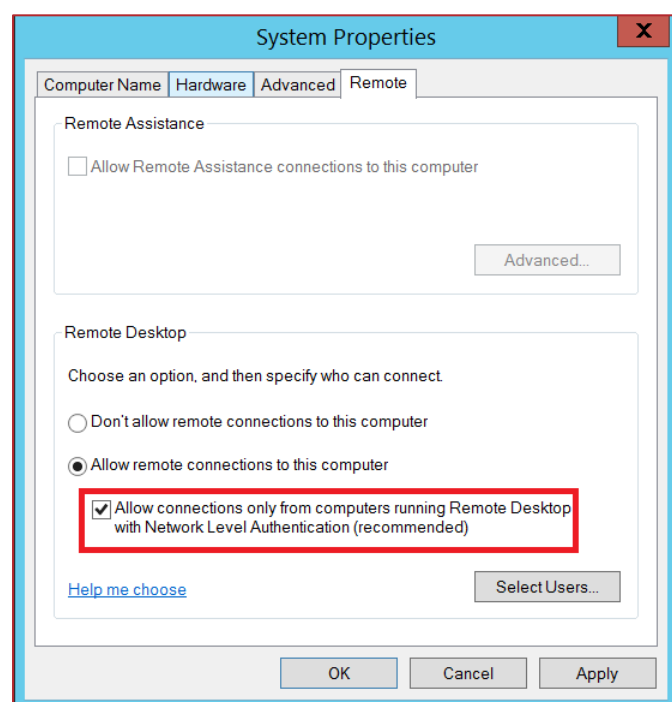 System Properties
X
Computer Name Hardware Advanced Remote
Remote Assistance
Allow Remote Assistance connections to this computer
Advanced...
Remote Desktop
Choose an option, and then specify who can connect.
Don't allow remote connections to this computer
Allow remote connections to this computer
Allow connections only from computers running Remote Desktop
with Network Level Authentication (recommended)
Help me choose
Select Users...
OK Cancel Apply